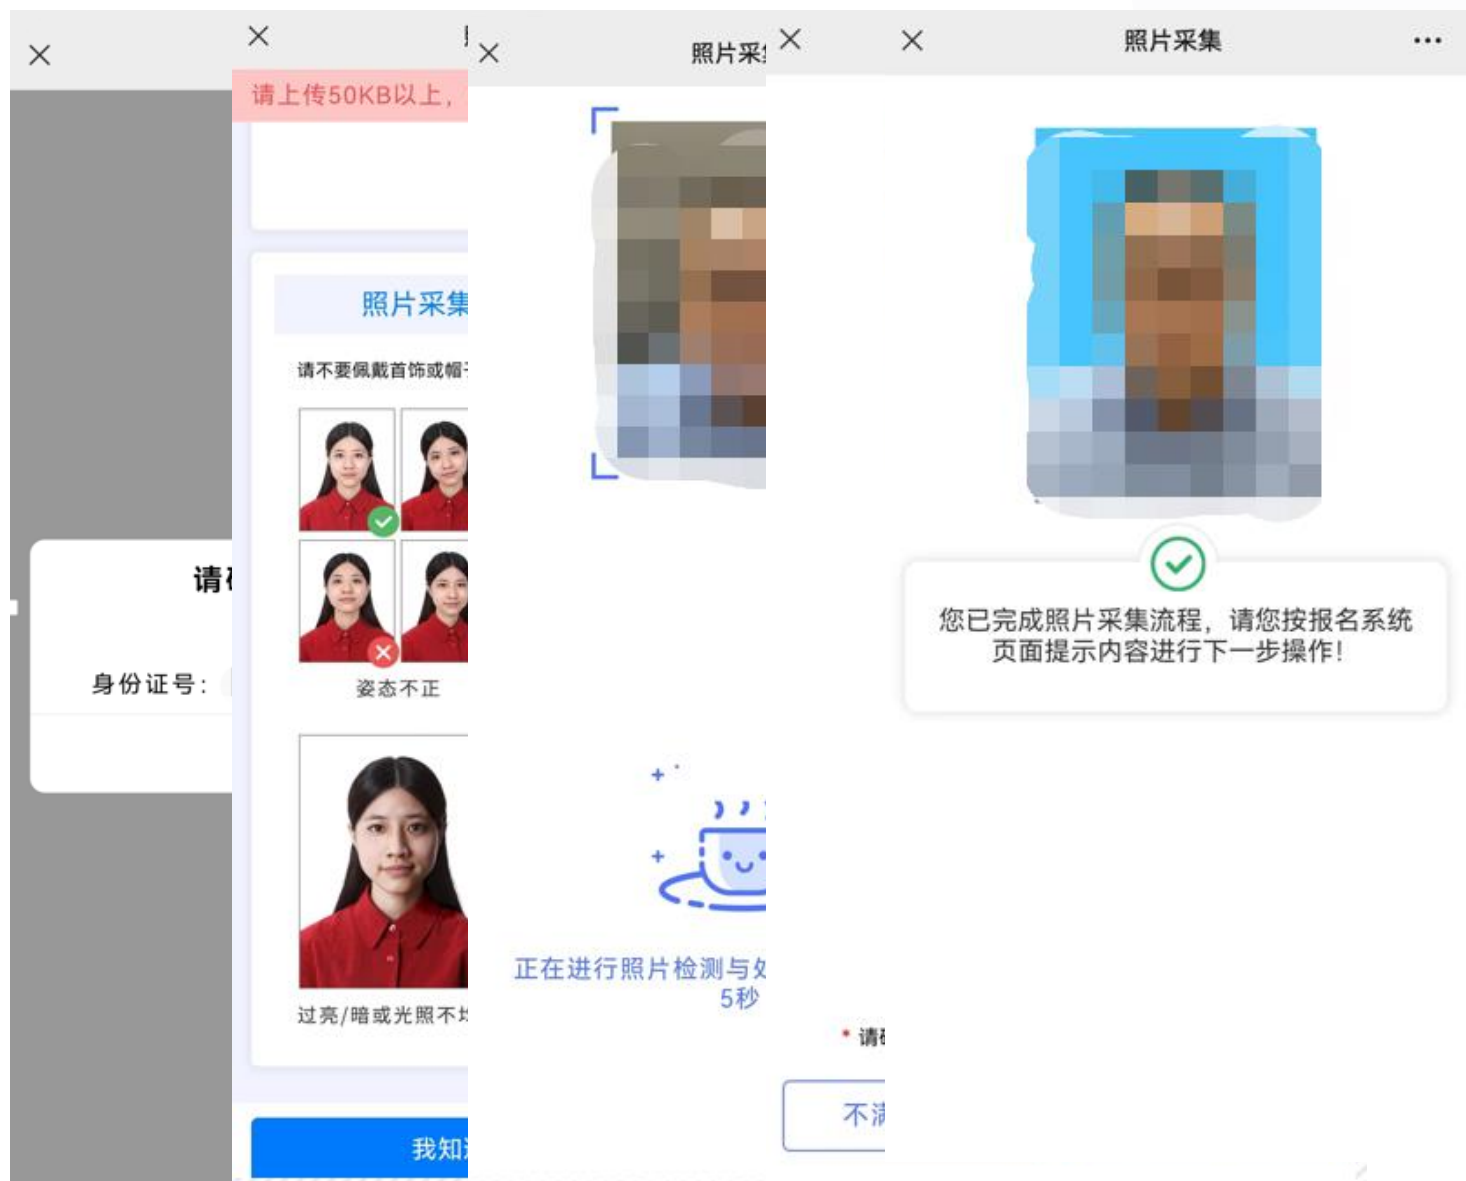 请
身份证号：
请上传50KB以上，
照片采集
请不要佩戴首饰或帽
姿态不正
过亮/暗或光照不
我知
照片采
正在进行照片检测与
5秒
* 请
不满
照片采集
您已完成照片采集流程，请您按报名系统
页面提示内容进行下一步操作！